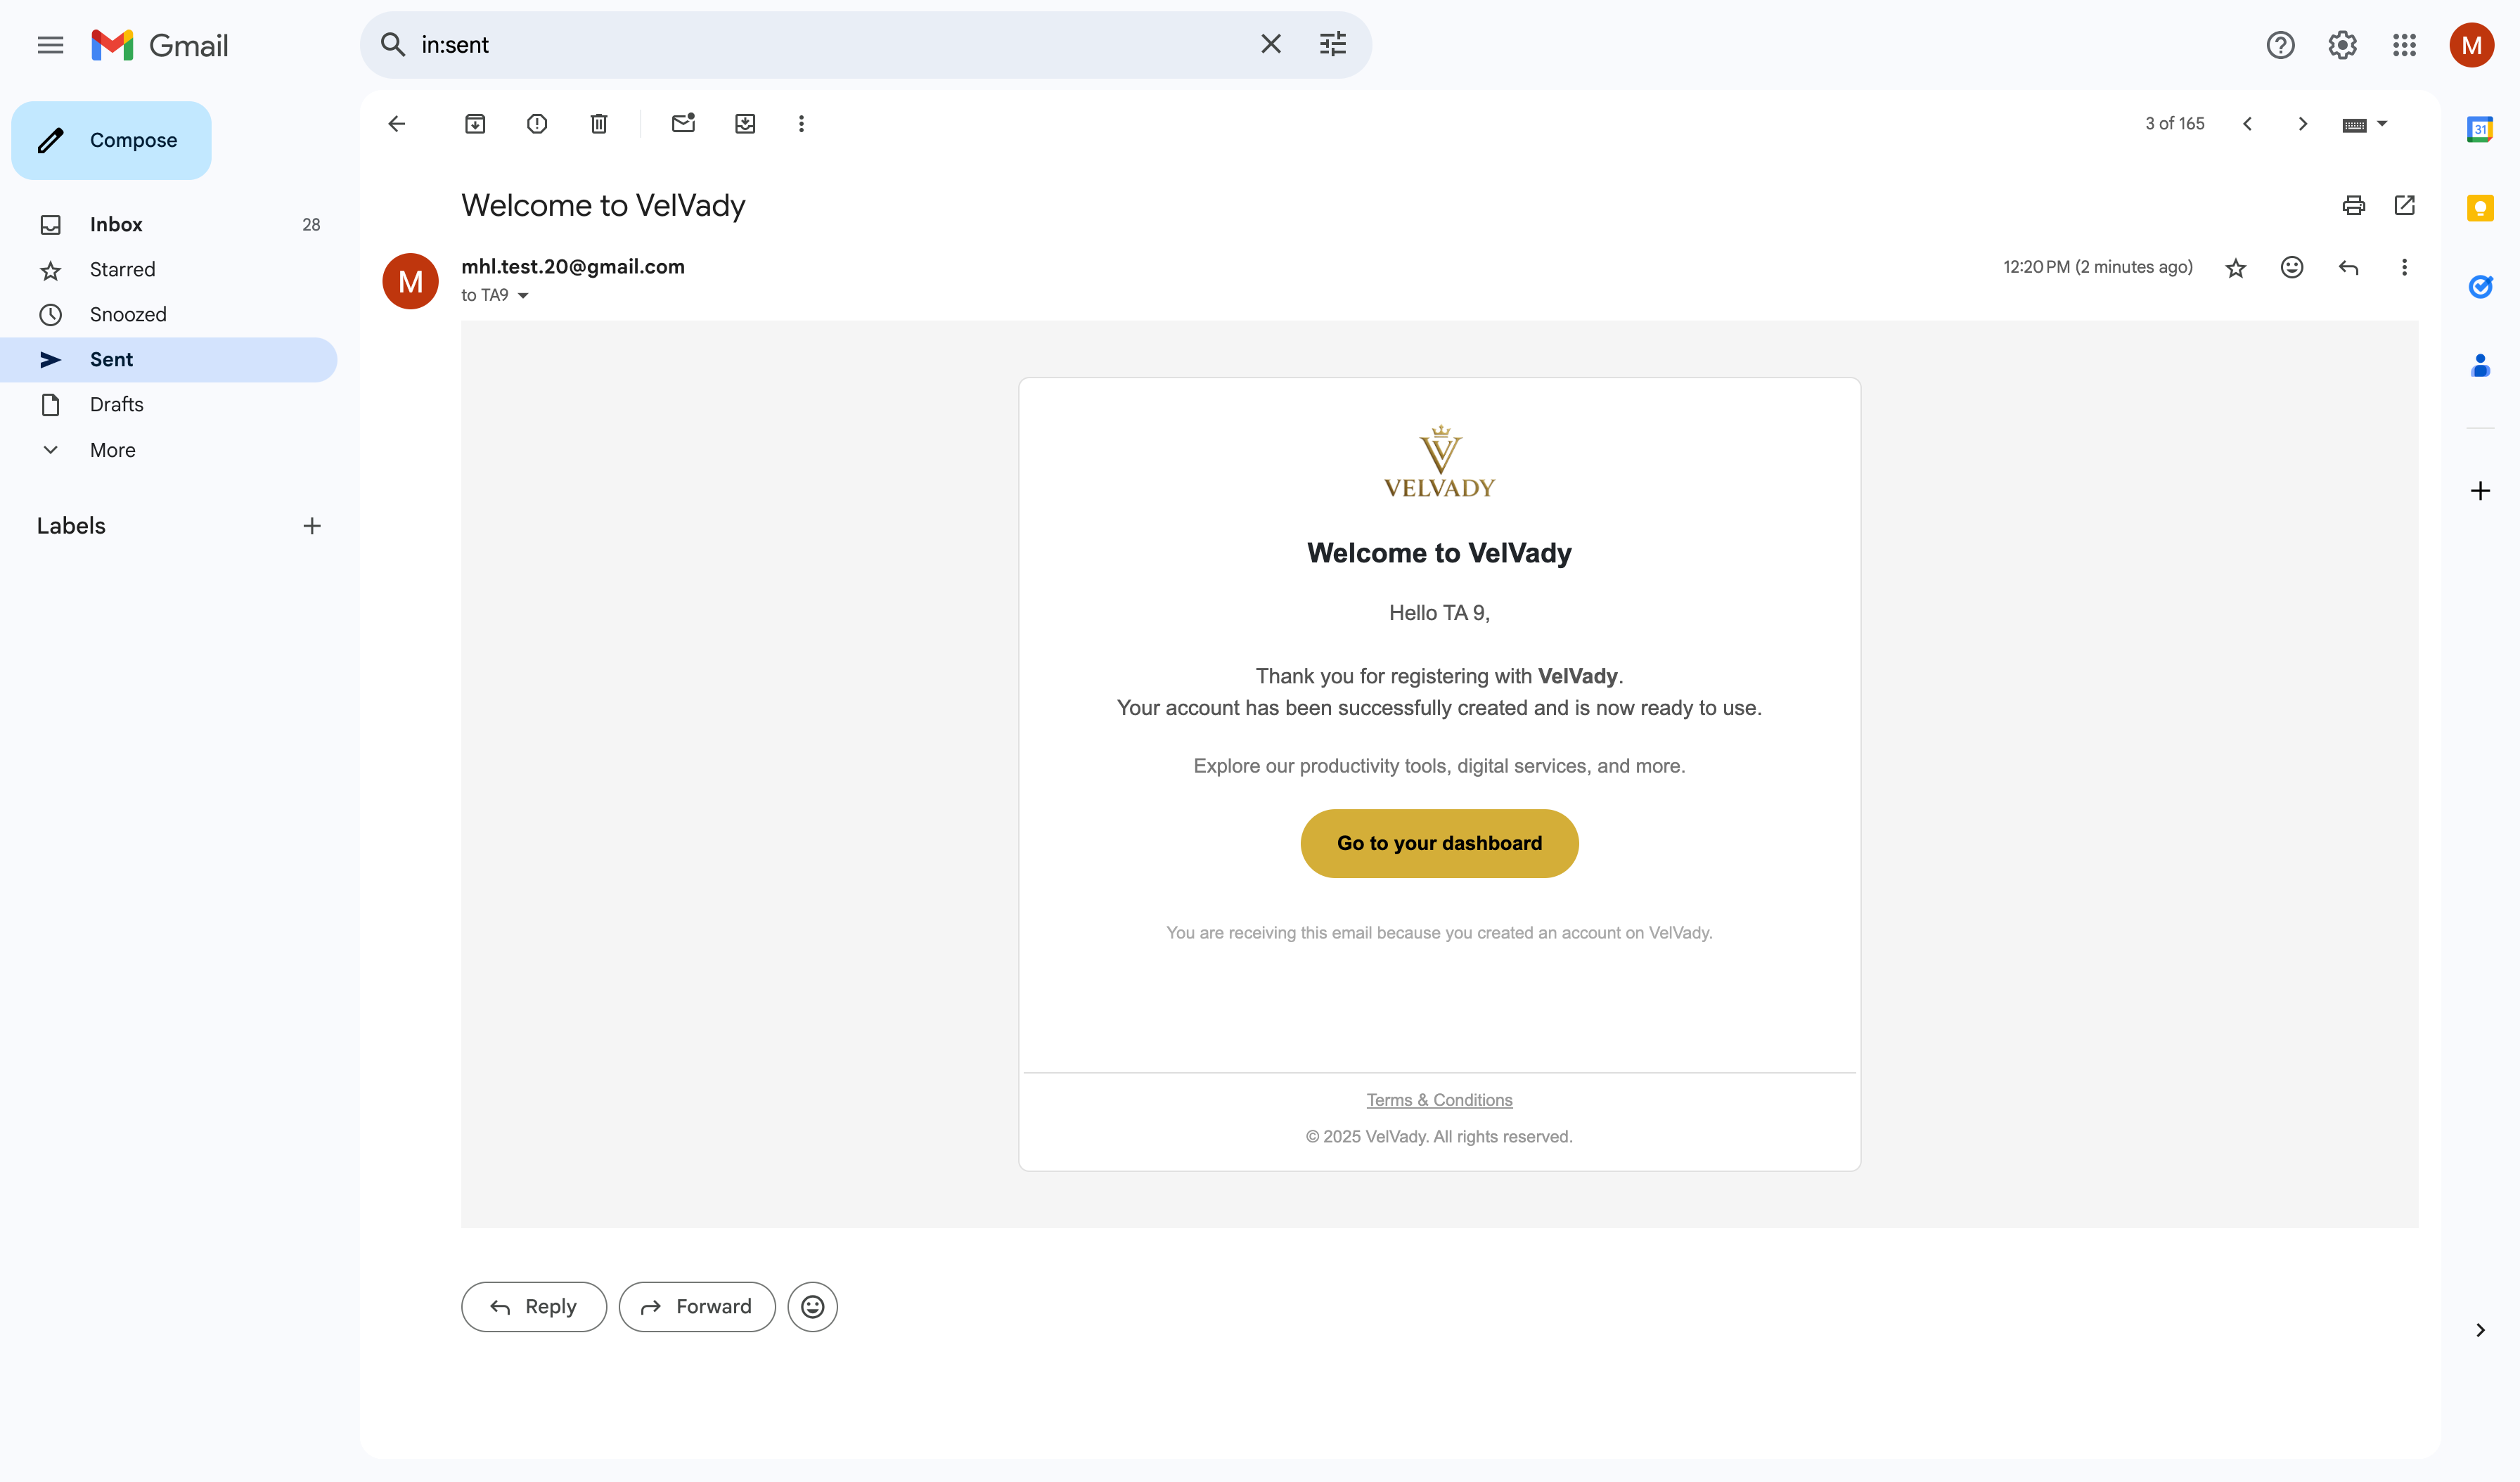 Gmail
in:sent
M
Compose
Inbox 28
Starred
Snoozed
Sent
Drafts
More
Labels
3 of 165
31
Welcome to VelVady
M
mhl.test.20@gmail.com
12:20 PM (2 minutes ago)
to TA9
VELVADY
Welcome to VelVady
Hello TA 9,
Thank you for registering with VelVady.
Your account has been successfully created and is now ready to use.
Explore our productivity tools, digital services, and more.
Go to your dashboard
You are receiving this email because you created an account on VelVady.
Terms & Conditions
© 2025 VelVady. All rights reserved.
Reply
Forward